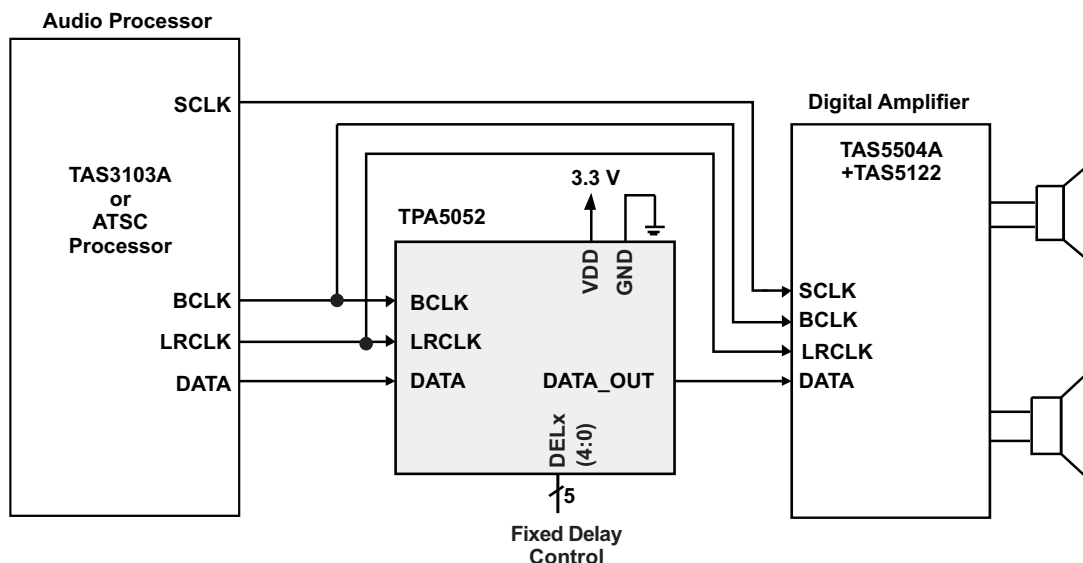 Audio Processor
SCLK
TAS3103A
or
ATSC
Processor
BCLK
LRCLK
DATA
TPA5052
3.3 V
VDD
GND
BCLK
LRCLK
DATA
DATA_OUT
DELx
(4:0)
5
Fixed Delay
Control
Digital Amplifier
TAS5504A
+TAS5122
SCLK
BCLK
LRCLK
DATA